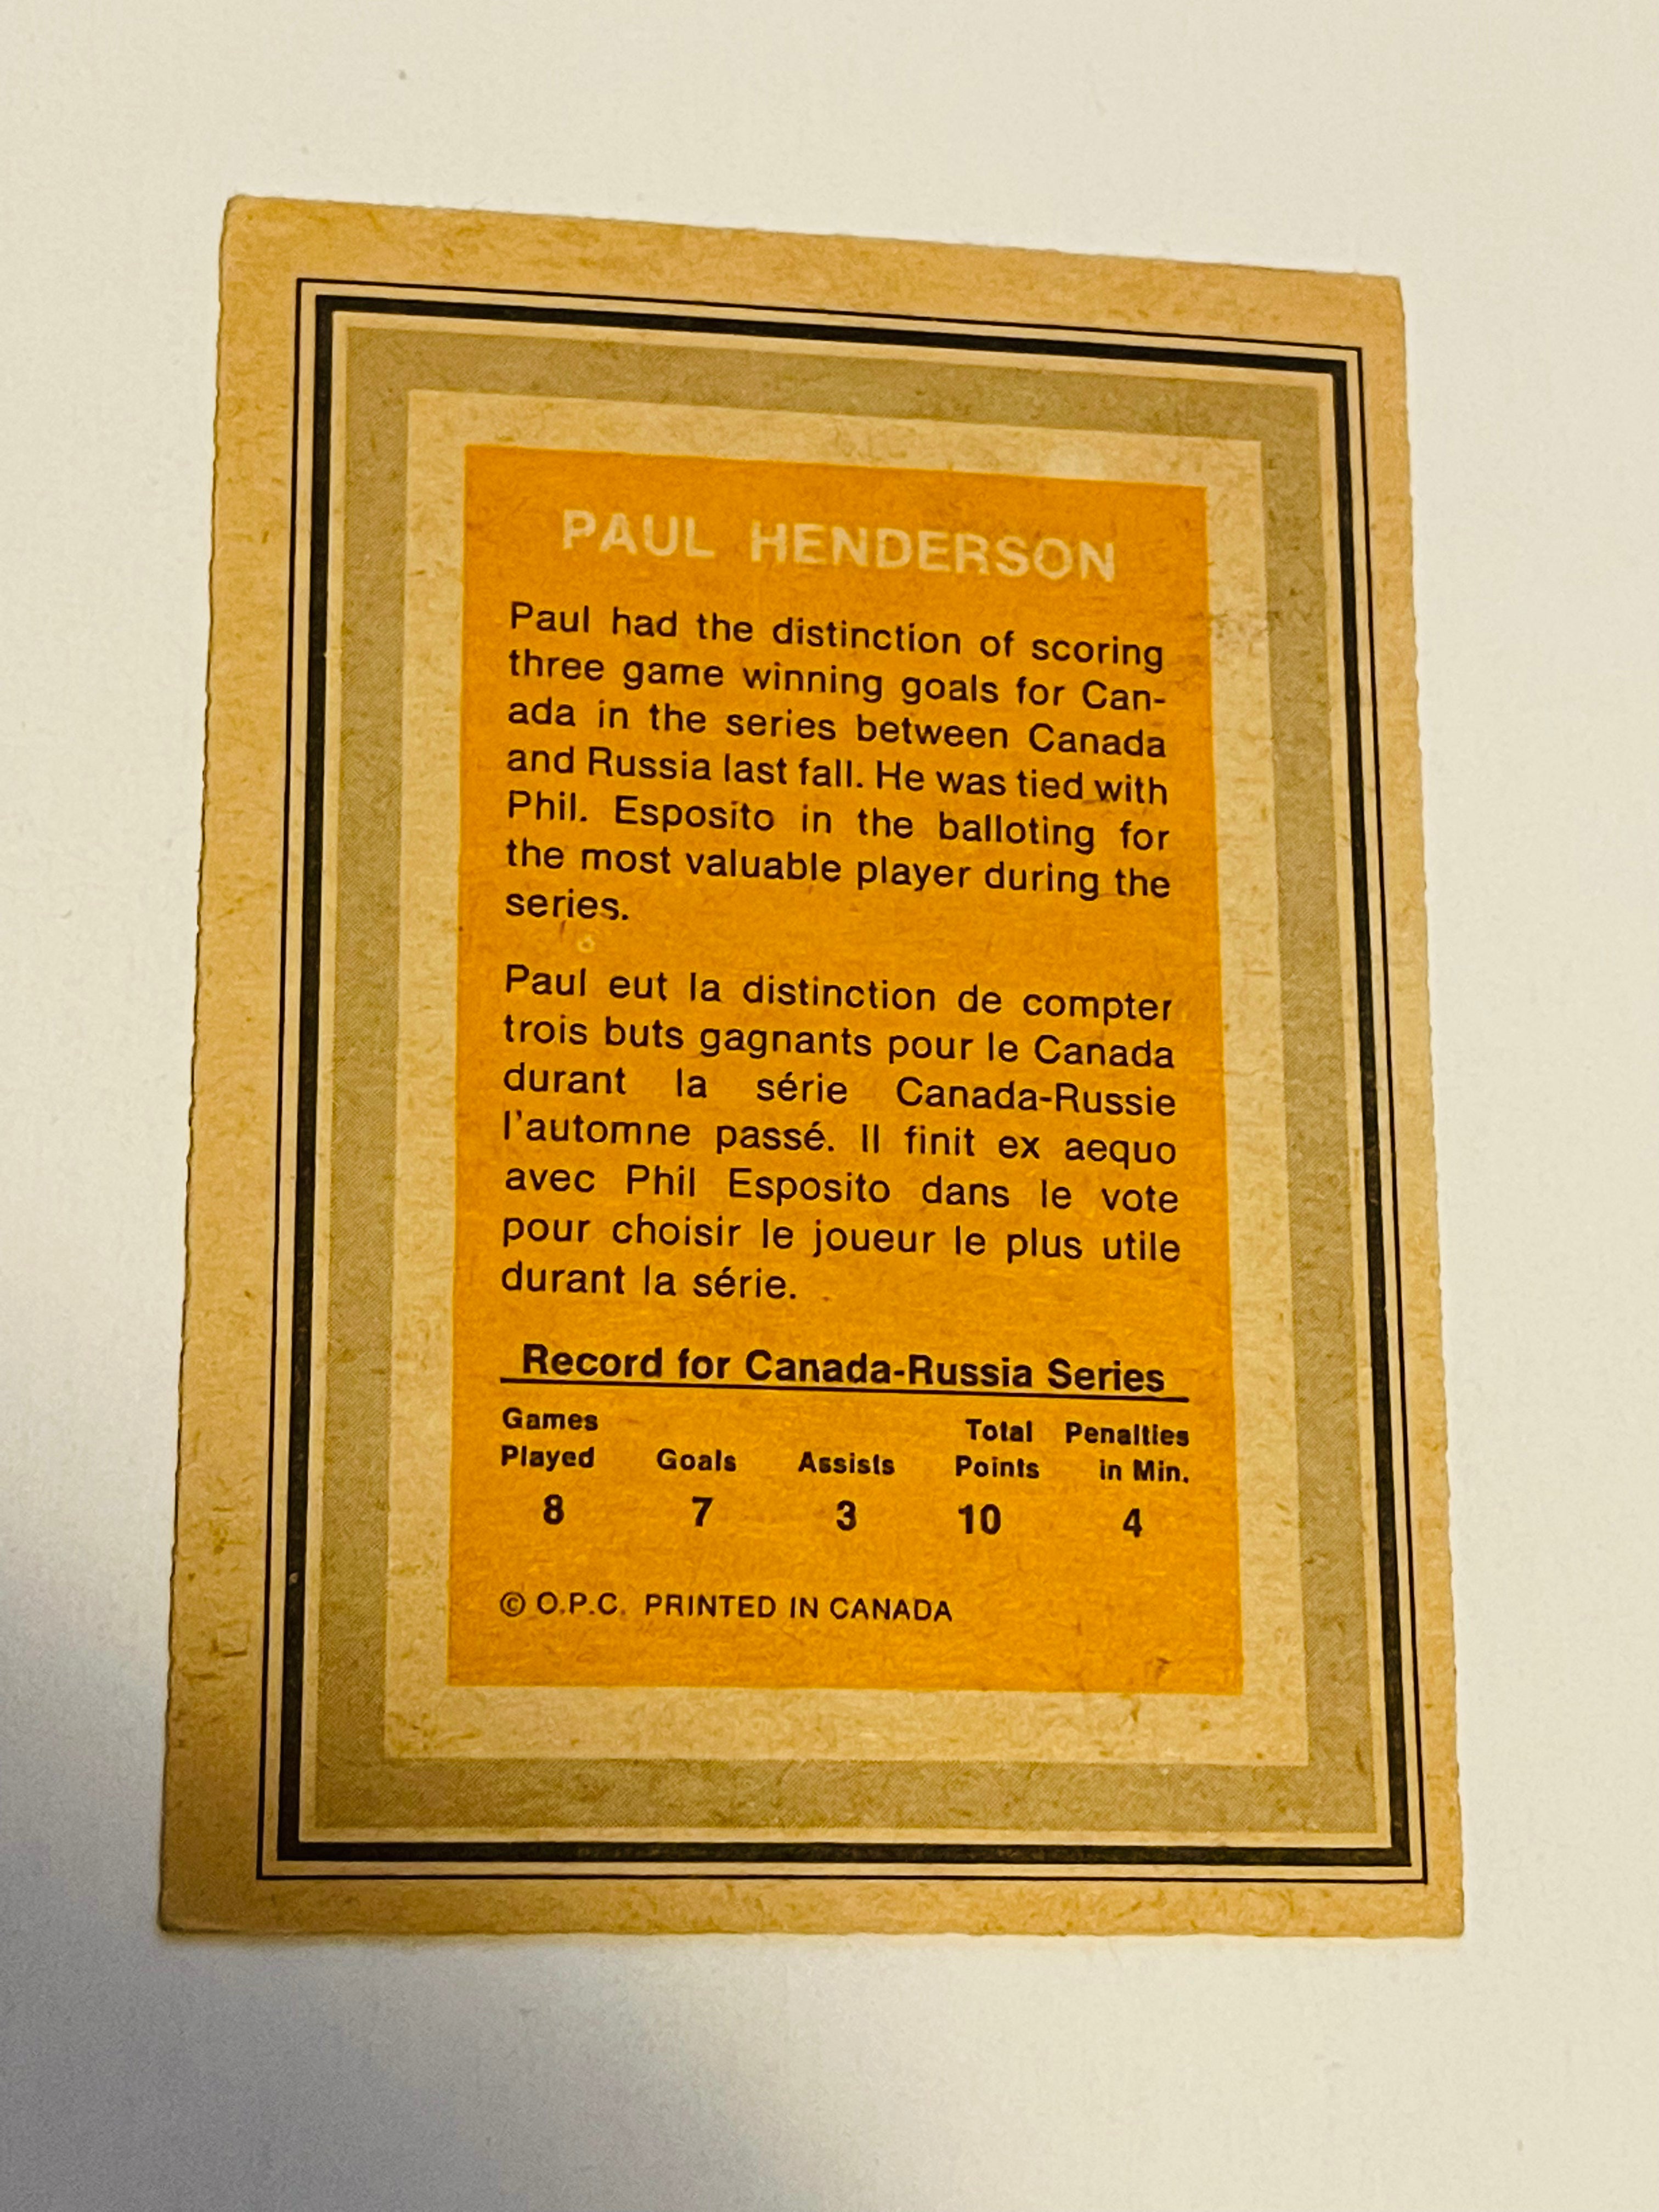 PAUL HENDERSON
Paul had the distinction of scoring
three game winning goals for Can-
ada in the series between Canada
and Russia last fall. He was tied with
Phil. Esposito in the balloting for
the most valuable player during the
series.
Paul eut la distinction de compter
trois buts gagnants pour le Canada
durant la série Canada-Russie
l'automne passé. Il finit ex aequo
avec Phil Esposito dans le vote
pour choisir le joueur le plus utile
durant la série.
Record for Canada-Russia Series
Games Total Penalties
Played Goals Assists Points in Min.
8 7 3 10 4
© O.P.C. PRINTED IN CANADA